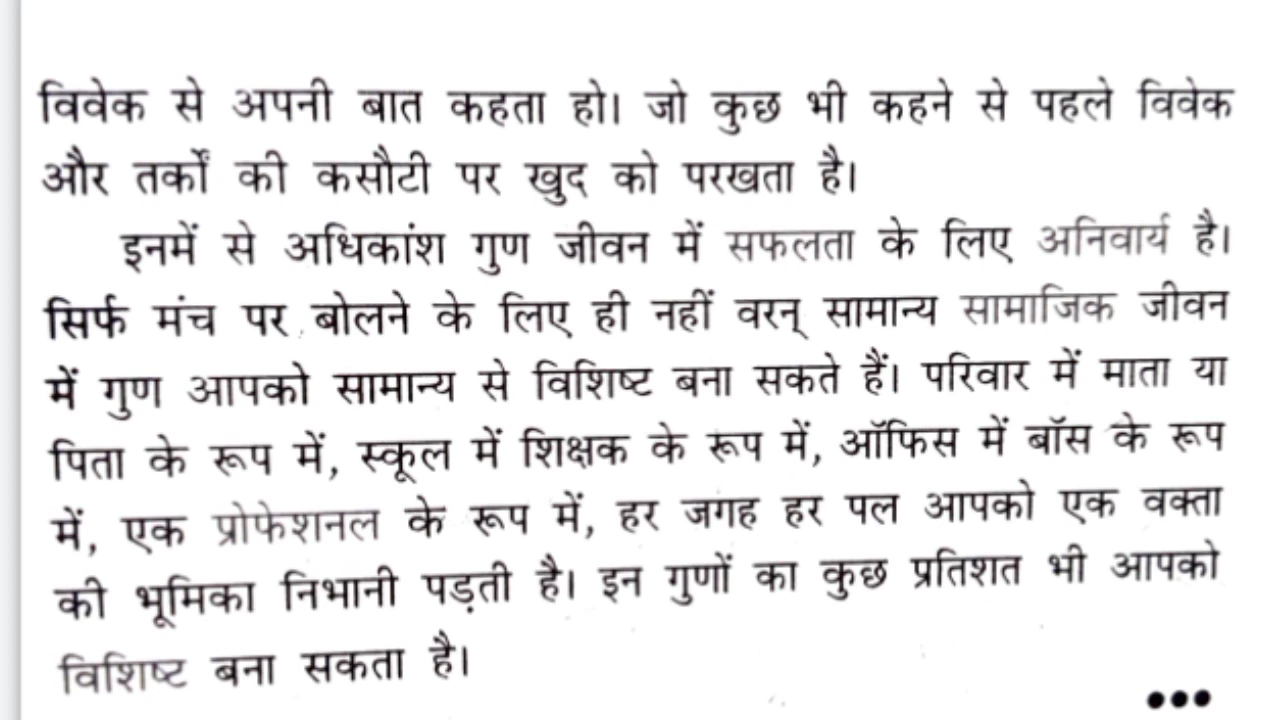 विवेक से अपनी बात कहता हो। जो कुछ भी कहने से पहले विवेक
और तर्कों की कसौटी पर खुद को परखता है।
इनमें से अधिकांश गुण जीवन में सफलता के लिए अनिवार्य है।
सिर्फ मंच पर बोलने के लिए ही नहीं वरन् सामान्य सामाजिक जीवन
में गुण आपको सामान्य से विशिष्ट बना सकते हैं। परिवार में माता या
पिता के रूप में, स्कूल में शिक्षक के रूप में, ऑफिस में बॉस के रूप
में, एक प्रोफेशनल के रूप में, हर जगह हर पल आपको एक वक्ता
की भूमिका निभानी पड़ती है। इन गुणों का कुछ प्रतिशत भी आपको
विशिष्ट बना सकता है।
•••